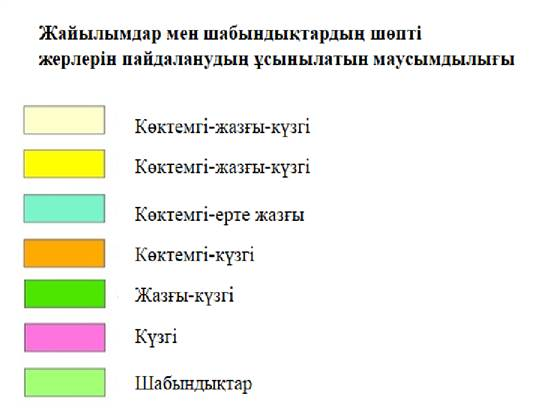 Жайылымдар мен шабындықтардың шөпті
жерлерін пайдаланудың ұсынылатын маусымдылығы
Көктемгі-жазғы-күзгі
Көктемгі-жазғы-күзгі
Көктемгі-ерте жазғы
Көктемгі-күзгі
Жазғы-күзгі
Күзгі
Шабындықтар